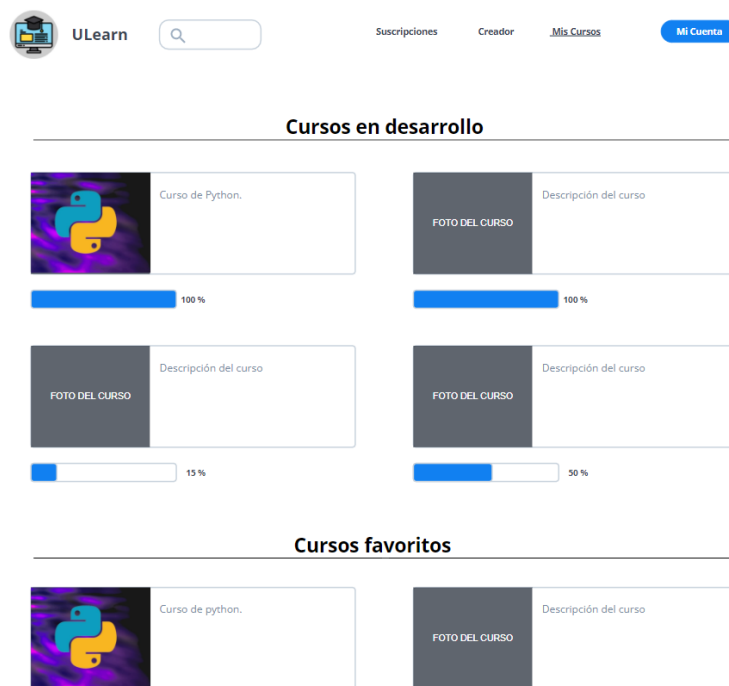 ULearn
Suscripciones
Creador
Mis Cursos
Mi Cuenta
Cursos en desarrollo
Curso de Python.
FOTO DEL CURSO
Descripción del curso
100 %
100 %
FOTO DEL CURSO
Descripción del curso
FOTO DEL CURSO
Descripción del curso
15 %
50 %
Cursos favoritos
Curso de python.
FOTO DEL CURSO
Descripción del curso